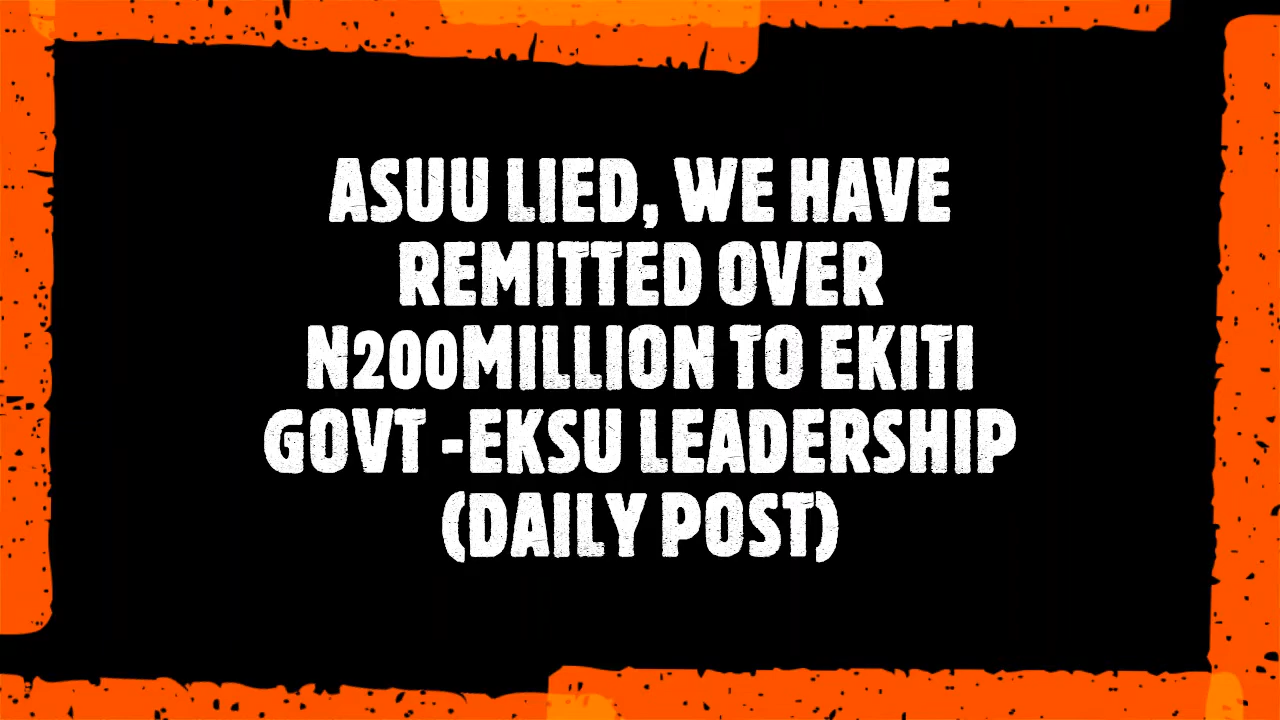 ASUU LIED, WE HAVE
REMITTED OVER
N200MILLION TO EKITI
GOVT -EKSU LEADERSHIP
(DAILY POST)